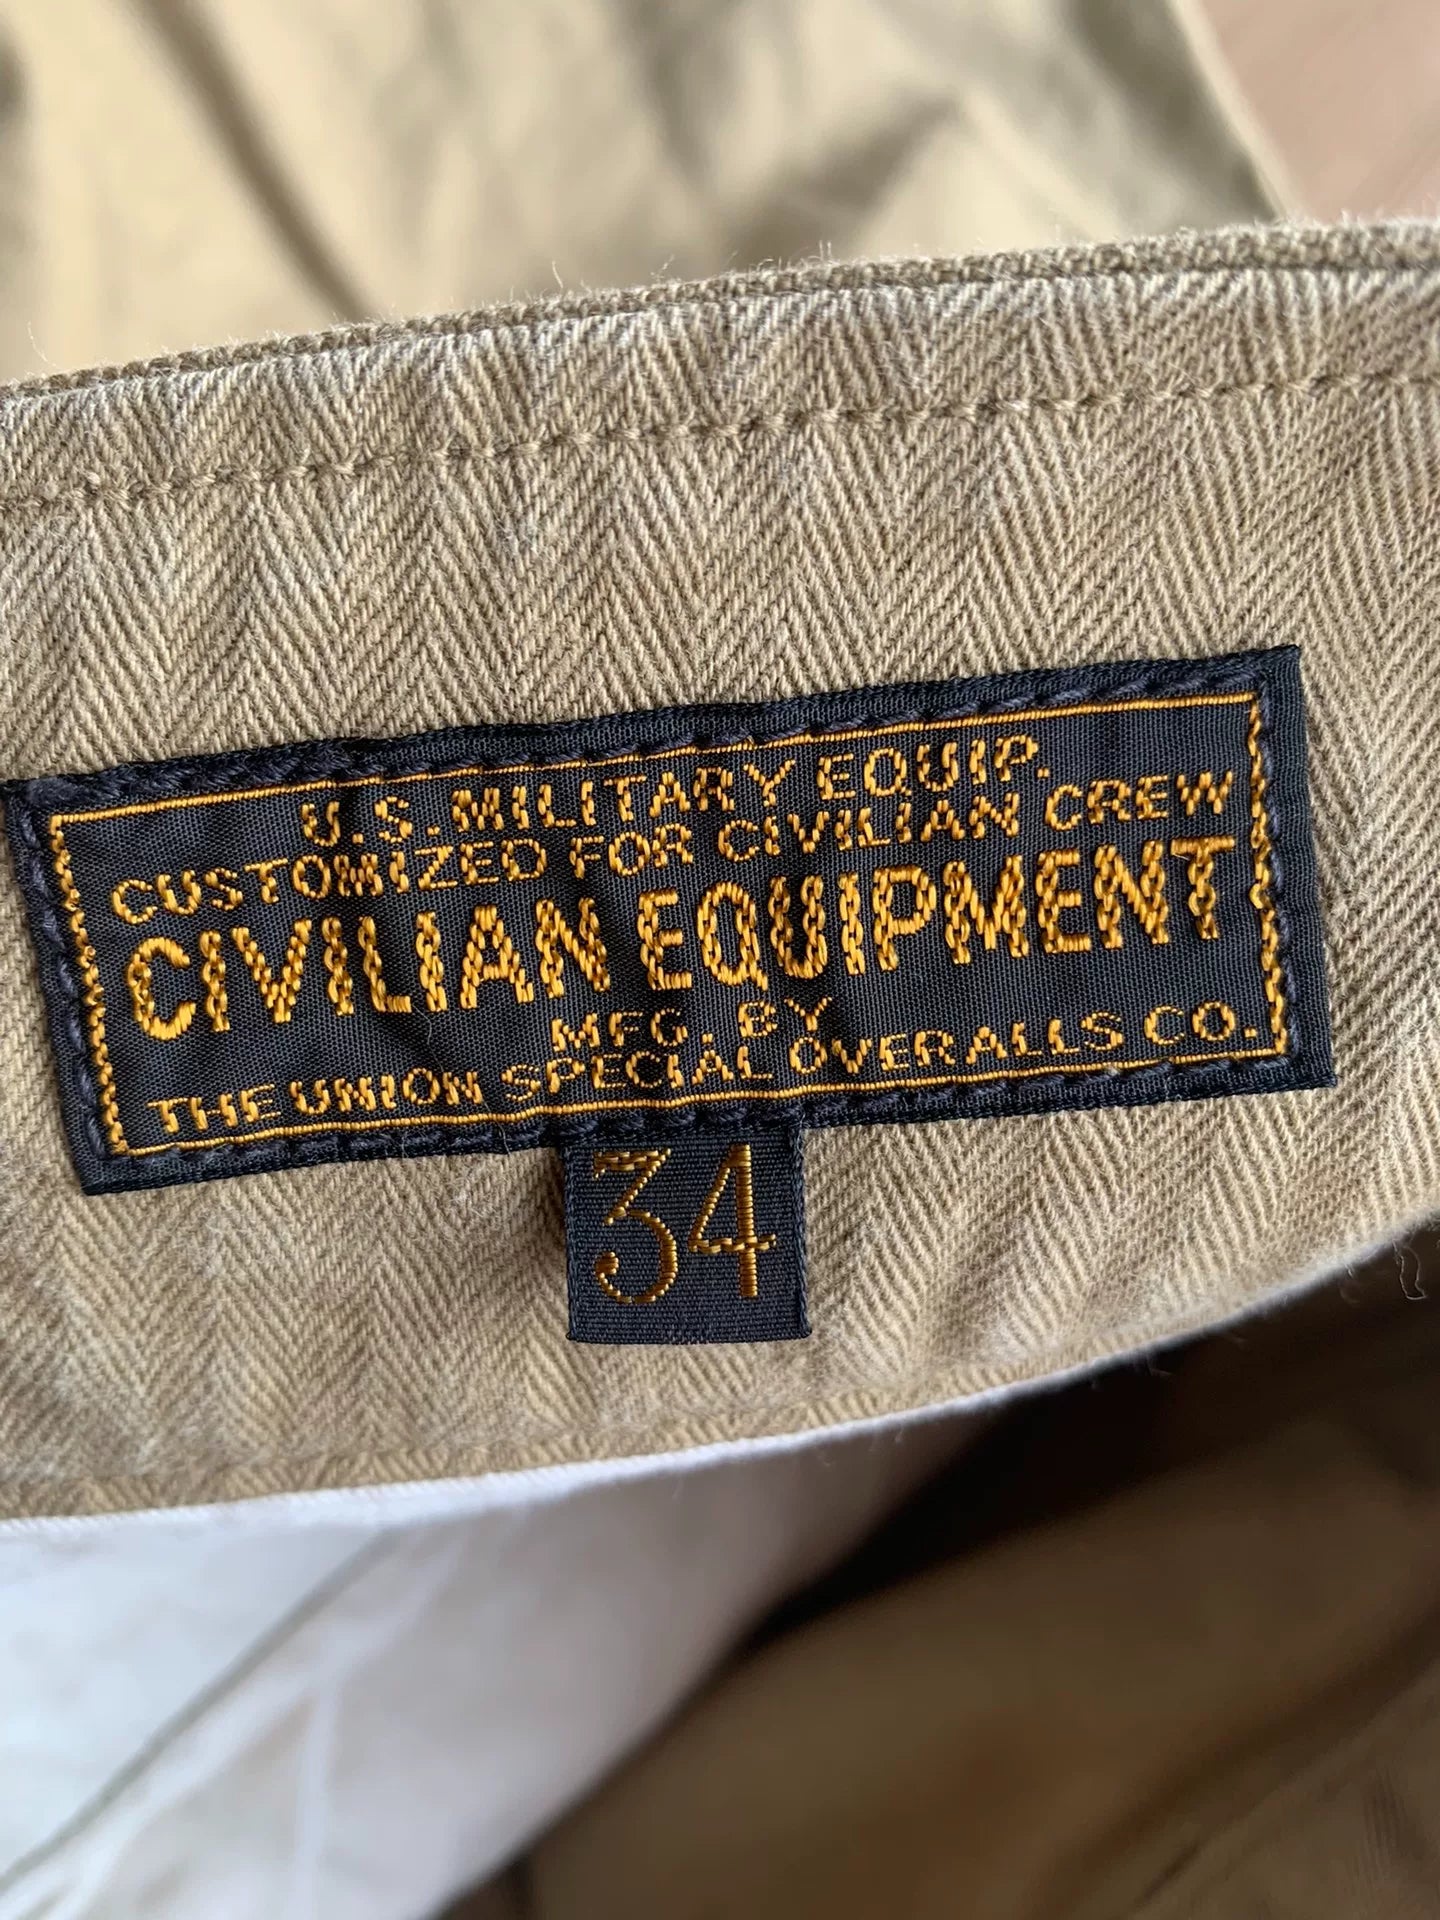 U.S. MILITARY EQUIP.
CUSTOMIZED FOR CIVILIAN CREW
CIVILIAN EQUIPMENT
MFG. BY
THE UNION SPECIAL OVERALLS CO.
34